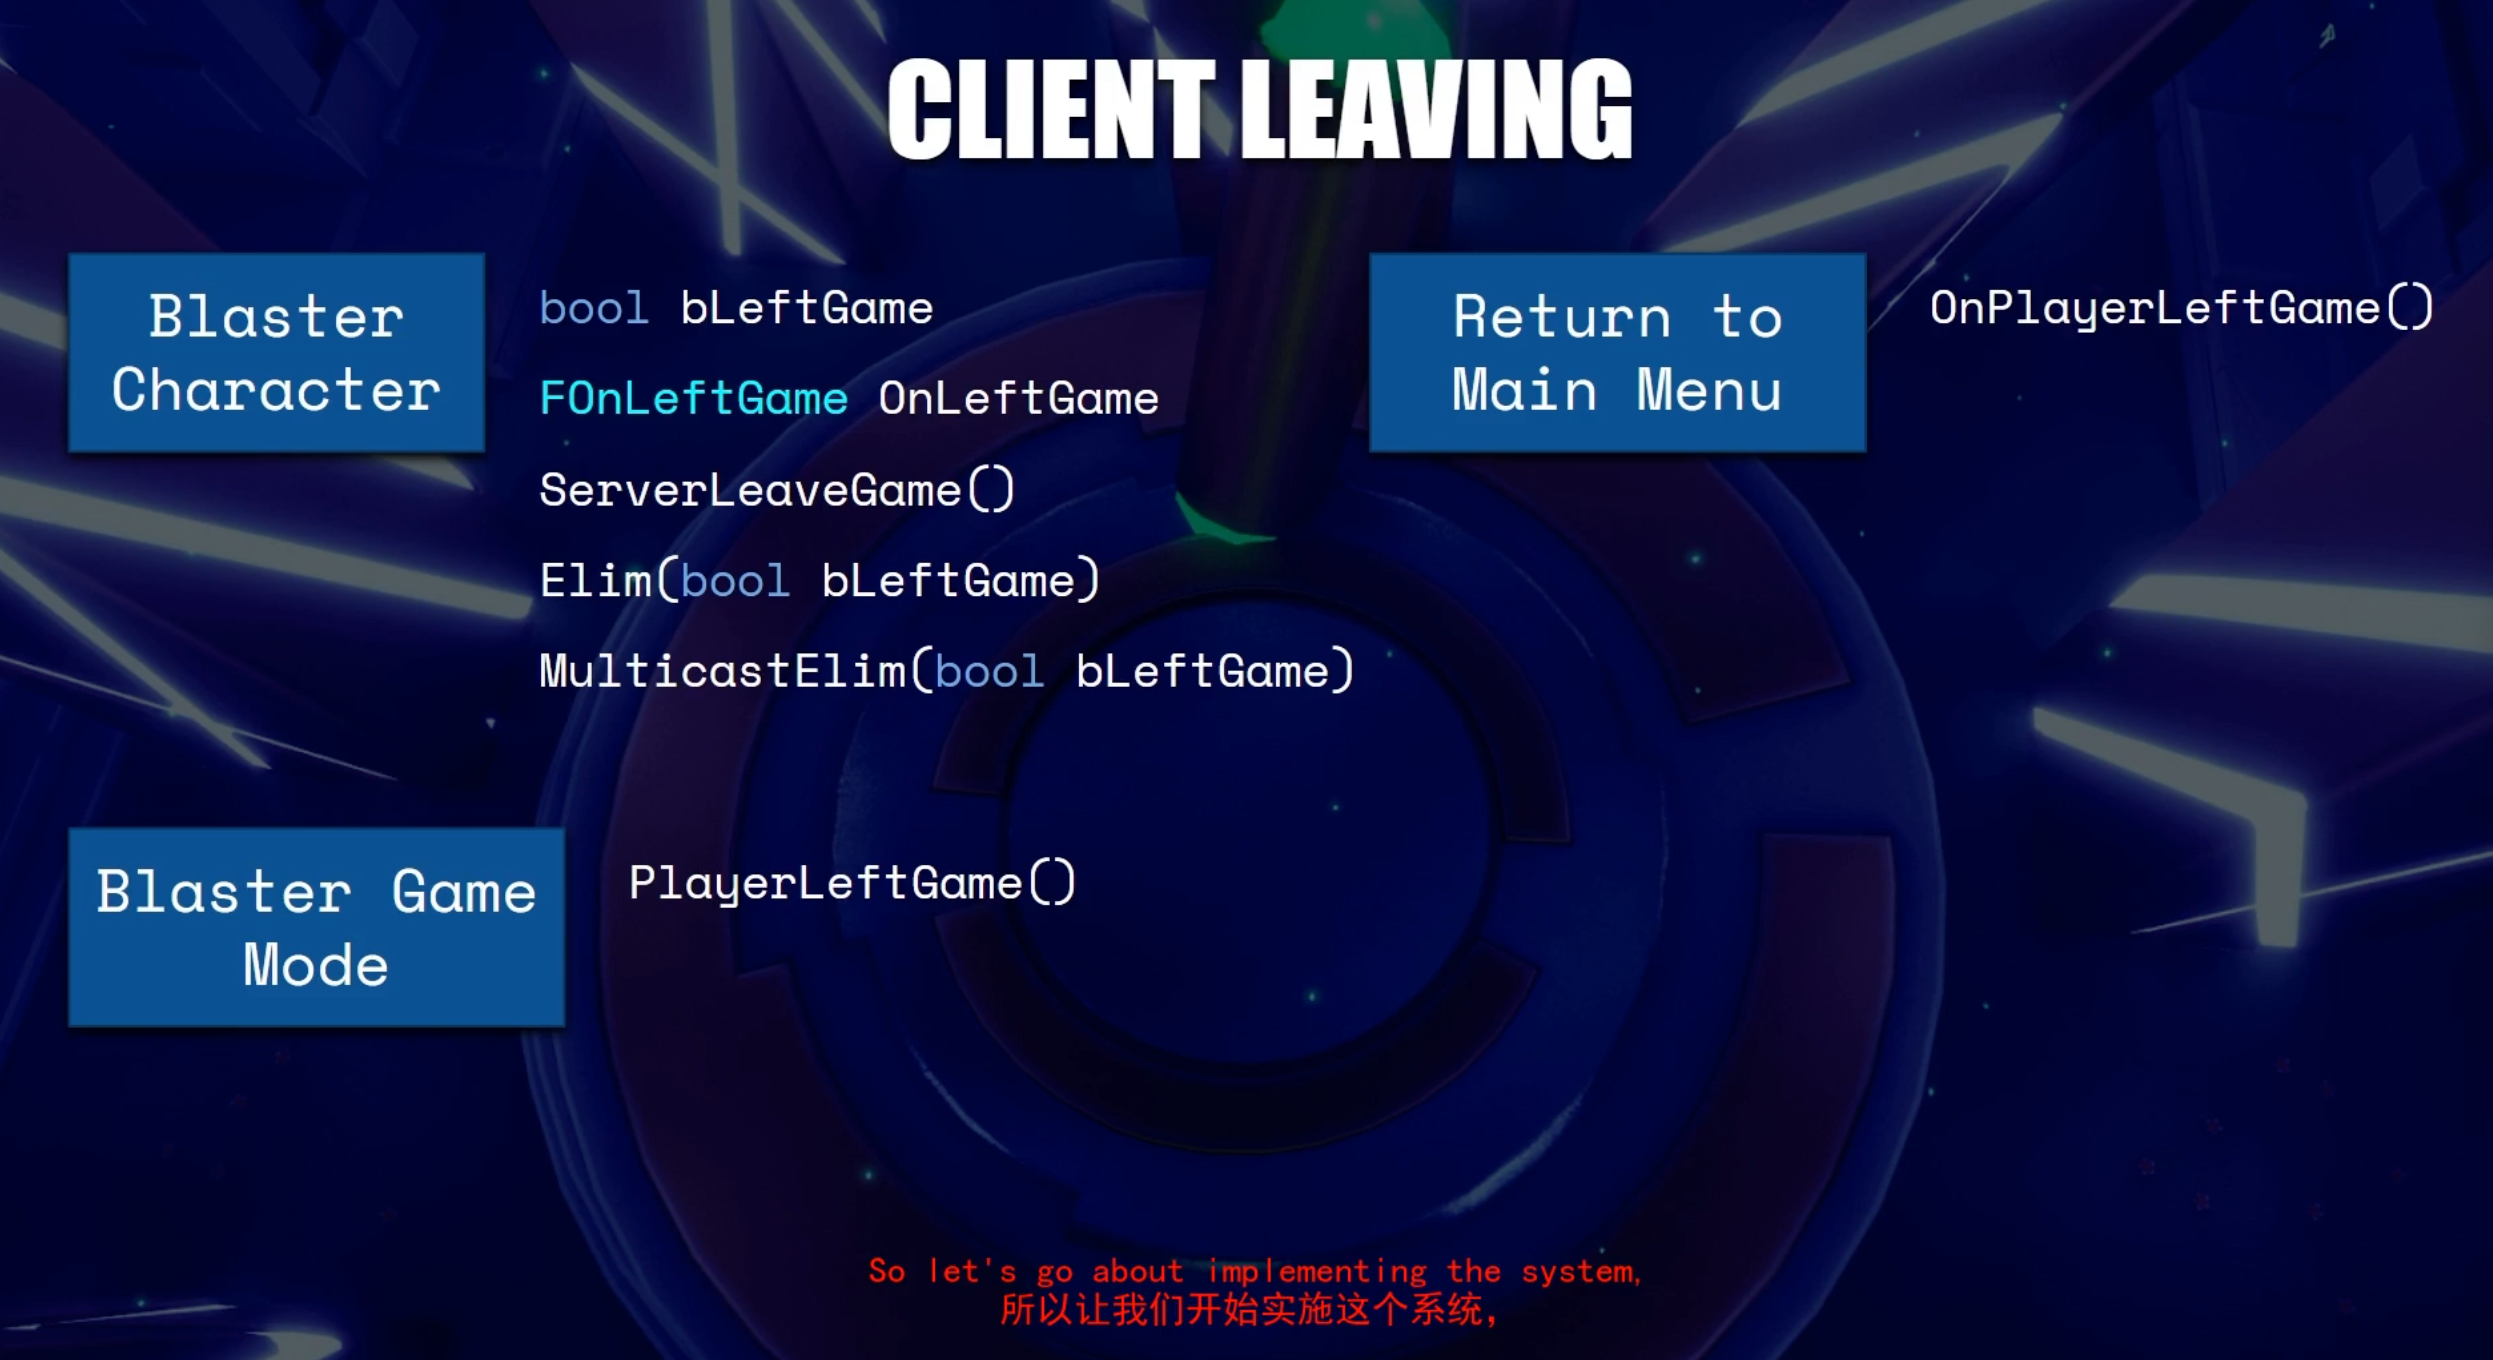 CLIENT LEAVING
Blaster
Character
bool bLeftGame
FOnLeftGame OnLeftGame
ServerLeaveGame()
Elim(bool bLeftGame)
MulticastElim(bool bLeftGame)
Return to
Main Menu
OnPlayerLeftGame()
Blaster Game
Mode
PlayerLeftGame()
So let's go about implementing the system,
所以让我们开始实施这个系统，